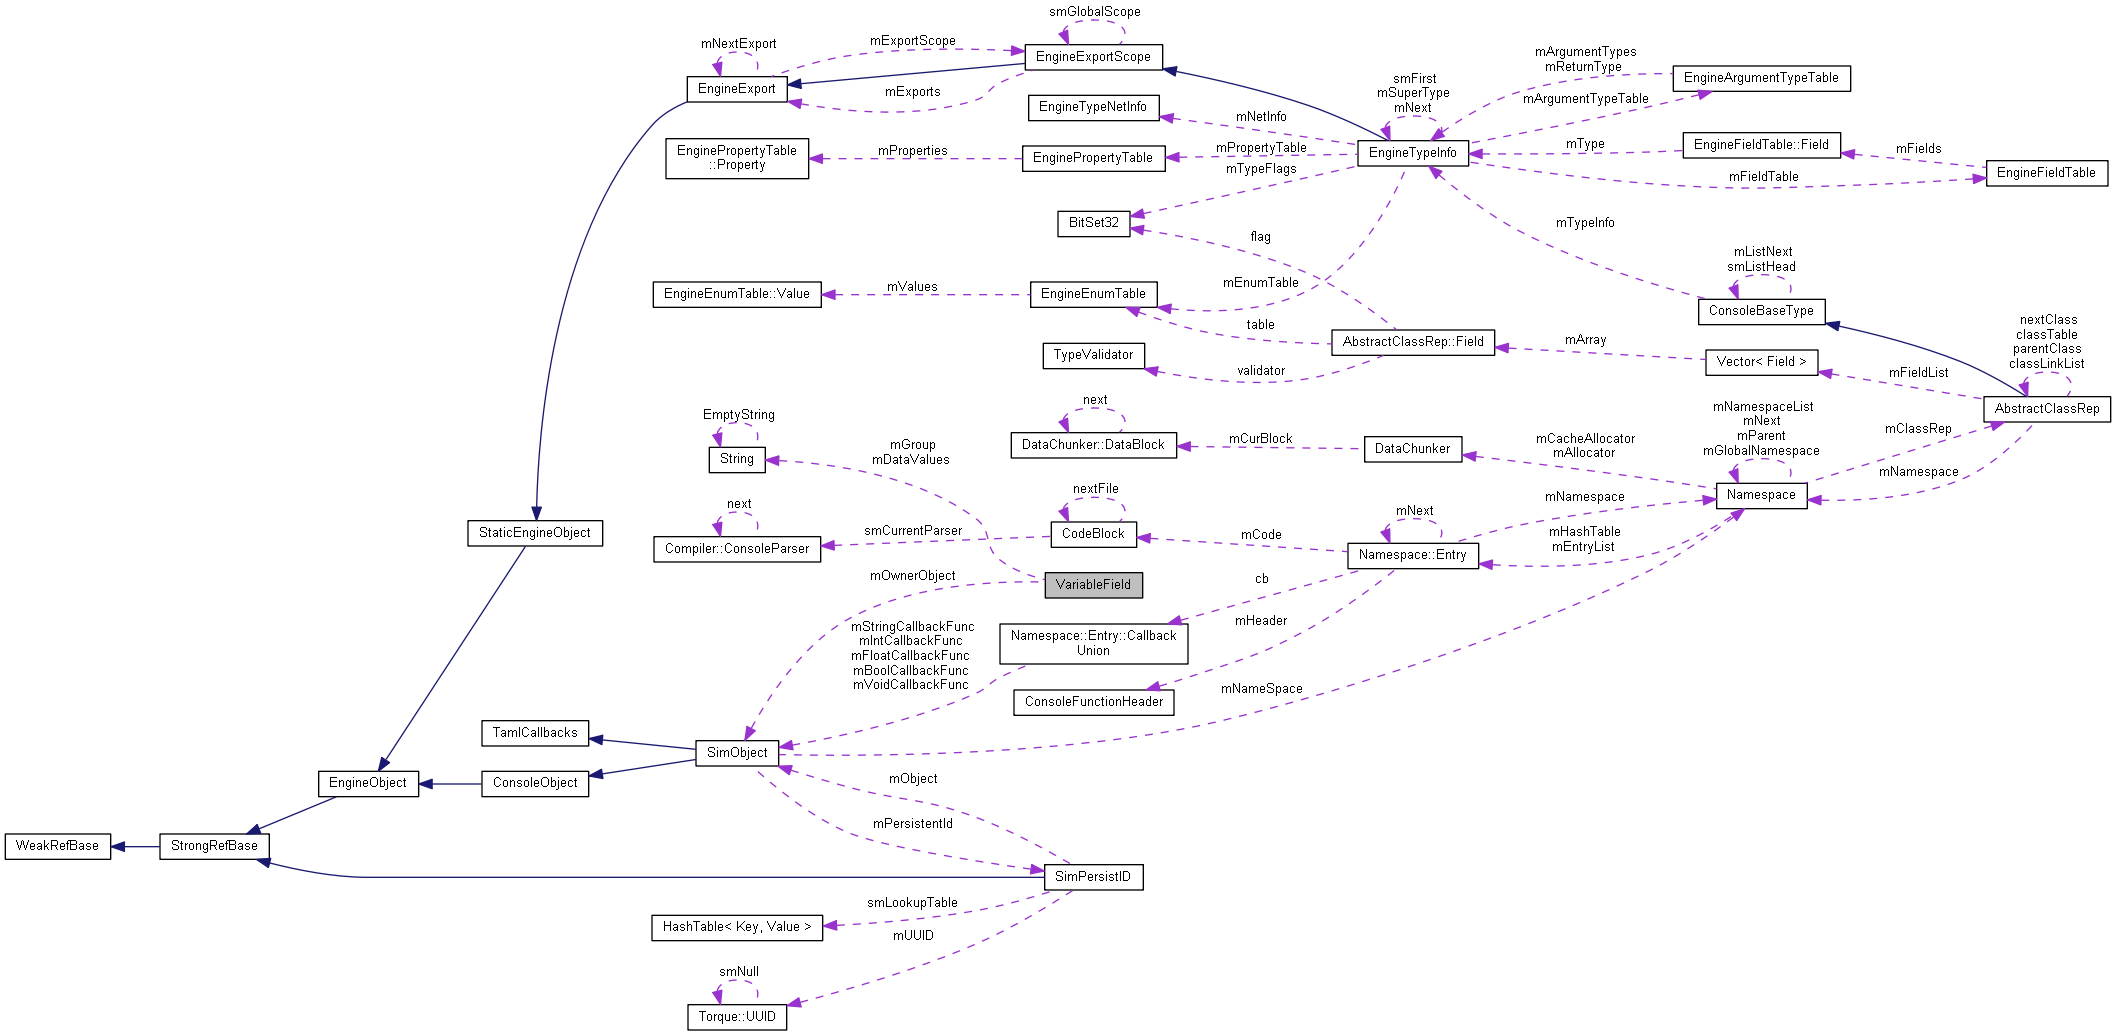 smGlobalScope
mNextExport
mExportScope
EngineExportScope
EngineExport
mExports
mArgumentTypes
mReturnType
EngineArgumentTypeTable
smFirst
mSuperType
mNext
mArgumentTypeTable
EngineTypeNetInfo
mNetInfo
EngineTypeInfo
mType
EngineFieldTable::Field
mFields
EngineFieldTable
mFieldTable
EnginePropertyTable
::Property
mProperties
EnginePropertyTable
mPropertyTable
mTypeFlags
BitSet32
flag
mTypeInfo
mListNext
smListHead
ConsoleBaseType
EngineEnumTable::Value
mValues
EngineEnumTable
mEnumTable
table
AbstractClassRep::Field
mArray
Vector< Field >
mFieldList
nextClass
classTable
parentClass
classLinkList
AbstractClassRep
TypeValidator
validator
EmptyString
String
mGroup
mDataValues
next
DataChunker::DataBlock
mCurBlock
DataChunker
mCacheAllocator
mAllocator
mNamespaceList
mNext
mParent
mGlobalNamespace
Namespace
mClassRep
mNamespace
next
Compiler::ConsoleParser
smCurrentParser
nextFile
CodeBlock
mCode
mNext
Namespace::Entry
mNamespace
mHashTable
mEntryList
StaticEngineObject
mOwnerObject
VariableField
cb
mHeader
mStringCallbackFunc
mIntCallbackFunc
mFloatCallbackFunc
mBoolCallbackFunc
mVoidCallbackFunc
Namespace::Entry::Callback
Union
ConsoleFunctionHeader
mNameSpace
TamlCallbacks
SimObject
EngineObject
ConsoleObject
mObject
mPersistentId
WeakRefBase
StrongRefBase
SimPersistID
smLookupTable
HashTable< Key, Value >
mUUID
smNull
Torque::UUID